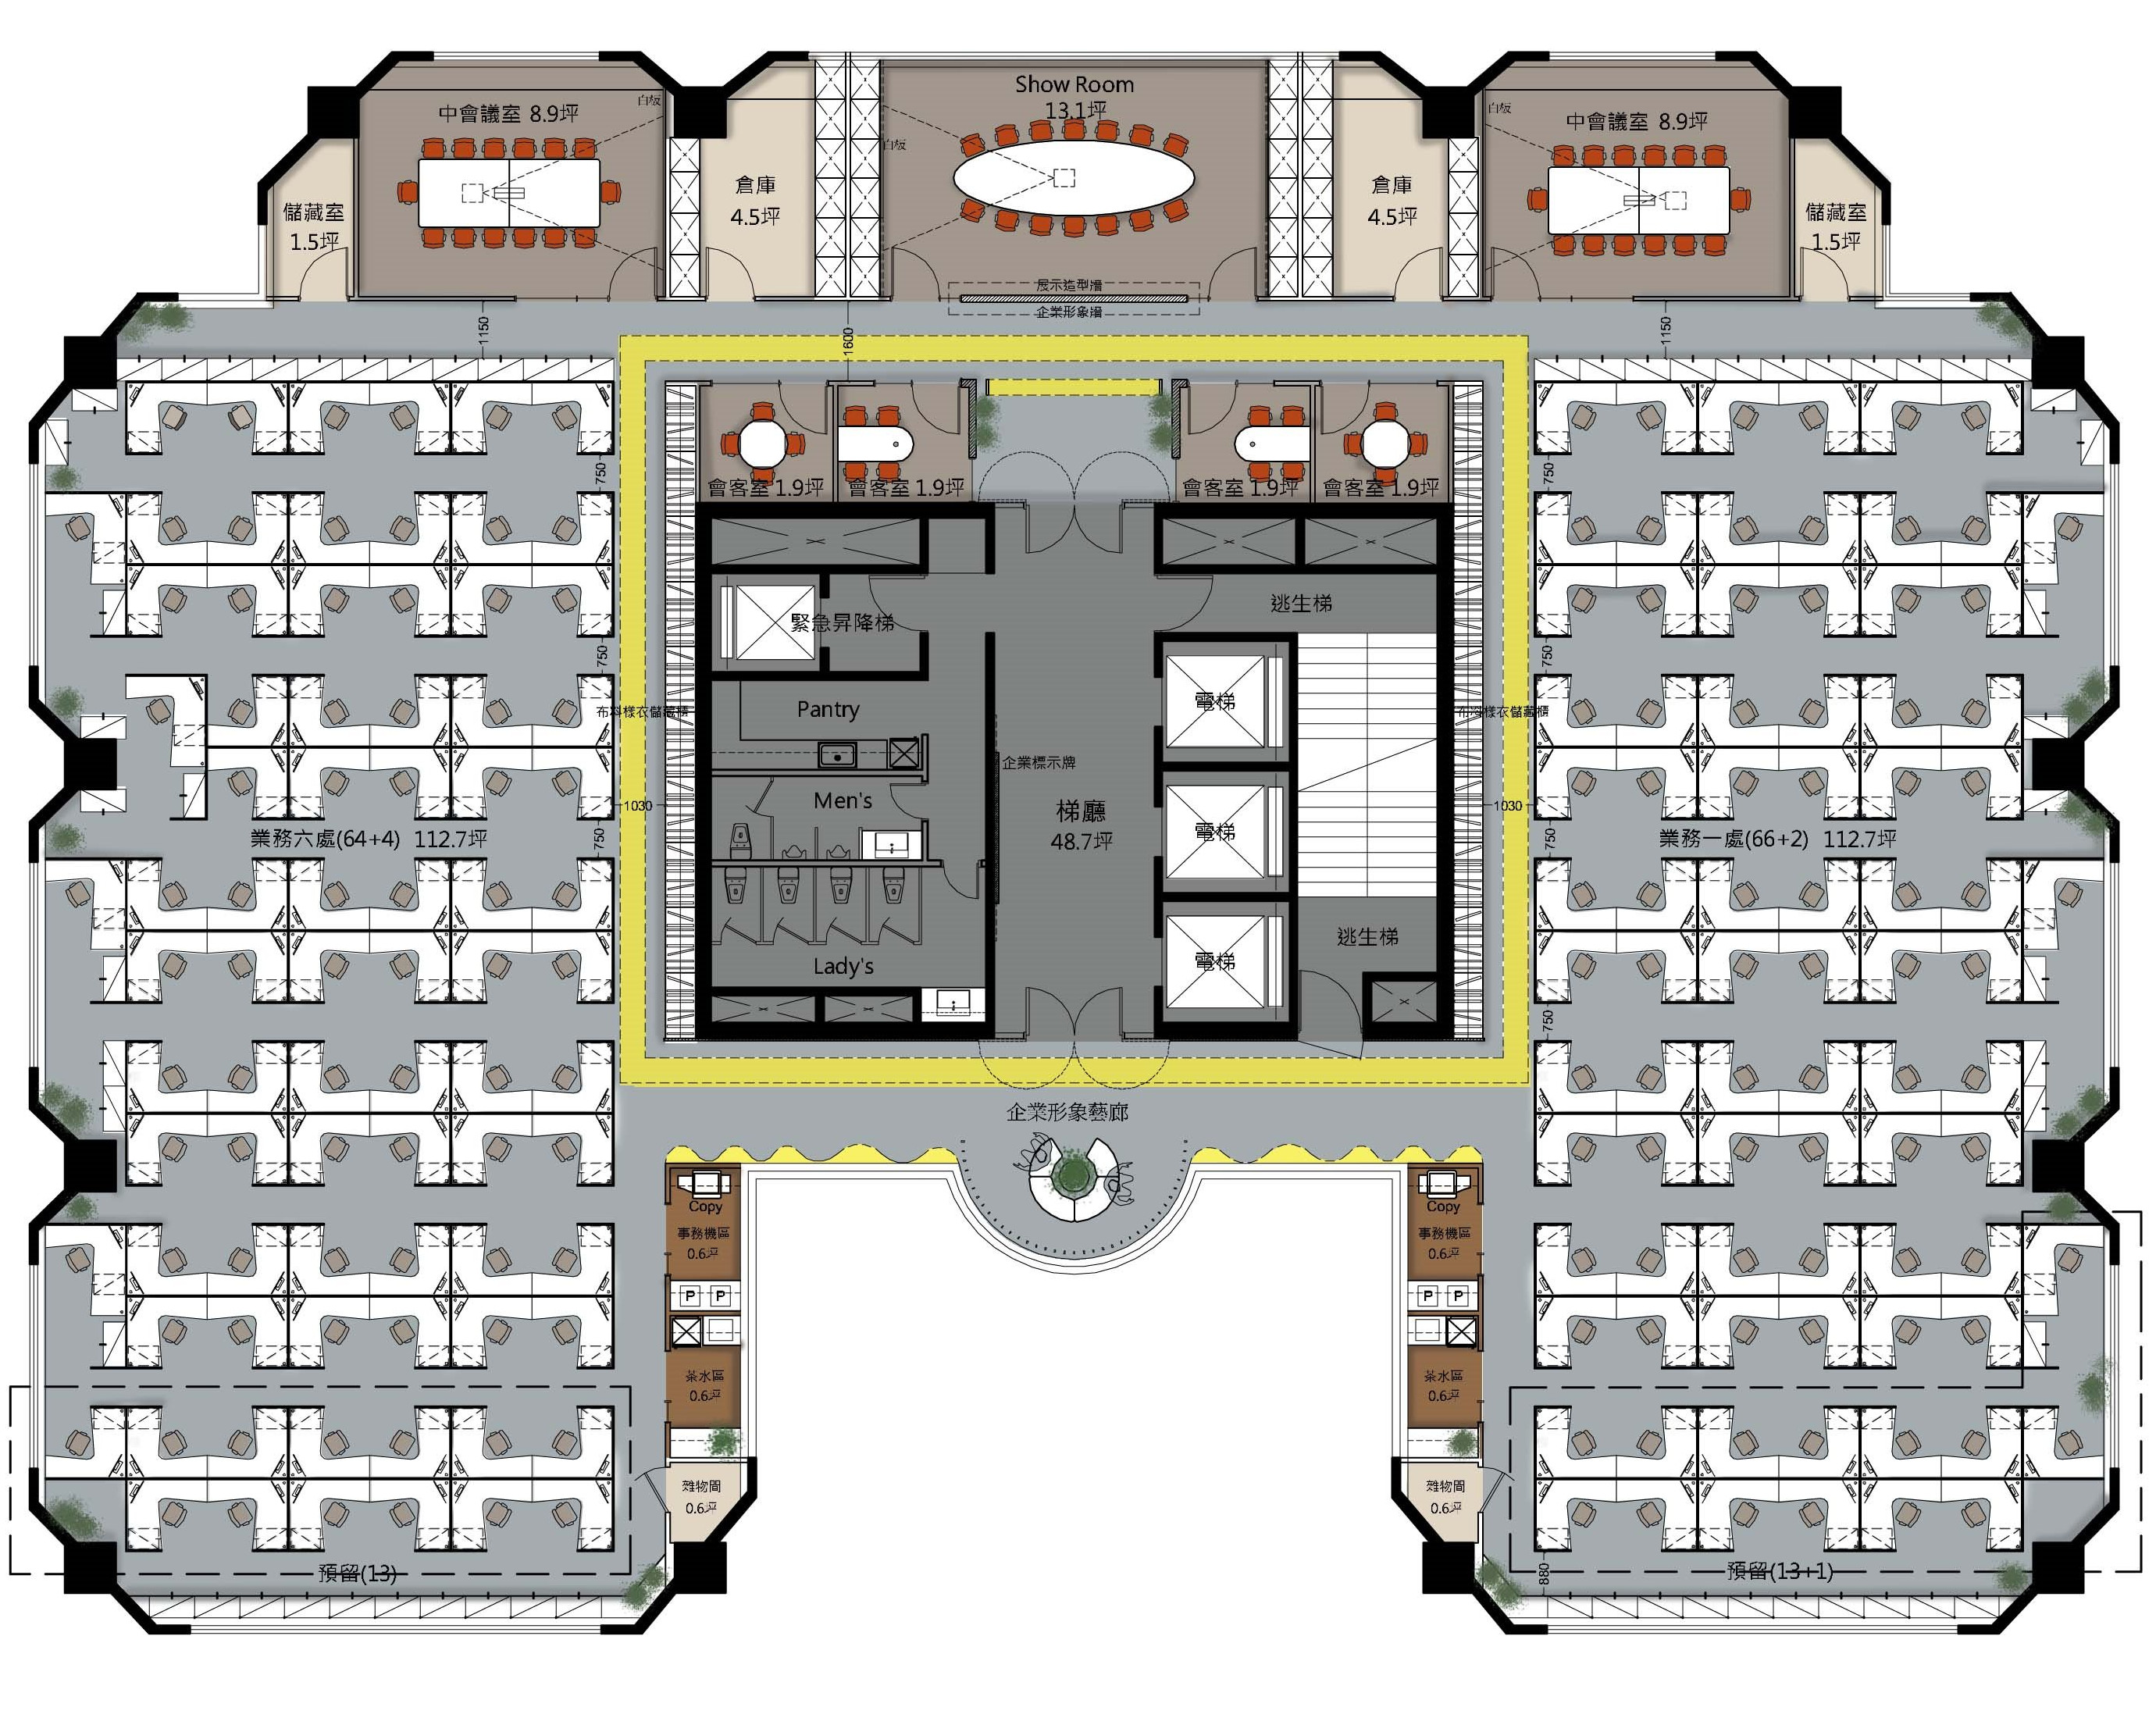 Show Room
13.1坪
白板
白板
白板
中會議室 8.9坪
中會議室 8.9坪
倉庫
4.5坪
倉庫
4.5坪
儲藏室
1.5坪
儲藏室
1.5坪
展示造型牆
企業形象牆
1150
1600
1150
會客室 1.9坪
會客室 1.9坪
會客室 1.9坪
會客室 1.9坪
750
750
緊急昇降梯
逃生梯
750
750
布料樣衣儲藏櫃
Pantry
電梯
布料樣衣儲藏櫃
企業標示牌
1030
Men's
梯廳
48.7坪
電梯
1030
業務六處(64+4) 112.7坪
750
750
業務一處(66+2) 112.7坪
Lady's
電梯
逃生梯
750
企業形象藝廊
Copy
事務機區
0.6坪
P P
茶水區
0.6坪
雜物間
0.6坪
Copy
事務機區
0.6坪
P P
茶水區
0.6坪
雜物間
0.6坪
預留(13)
880
預留(13+1)